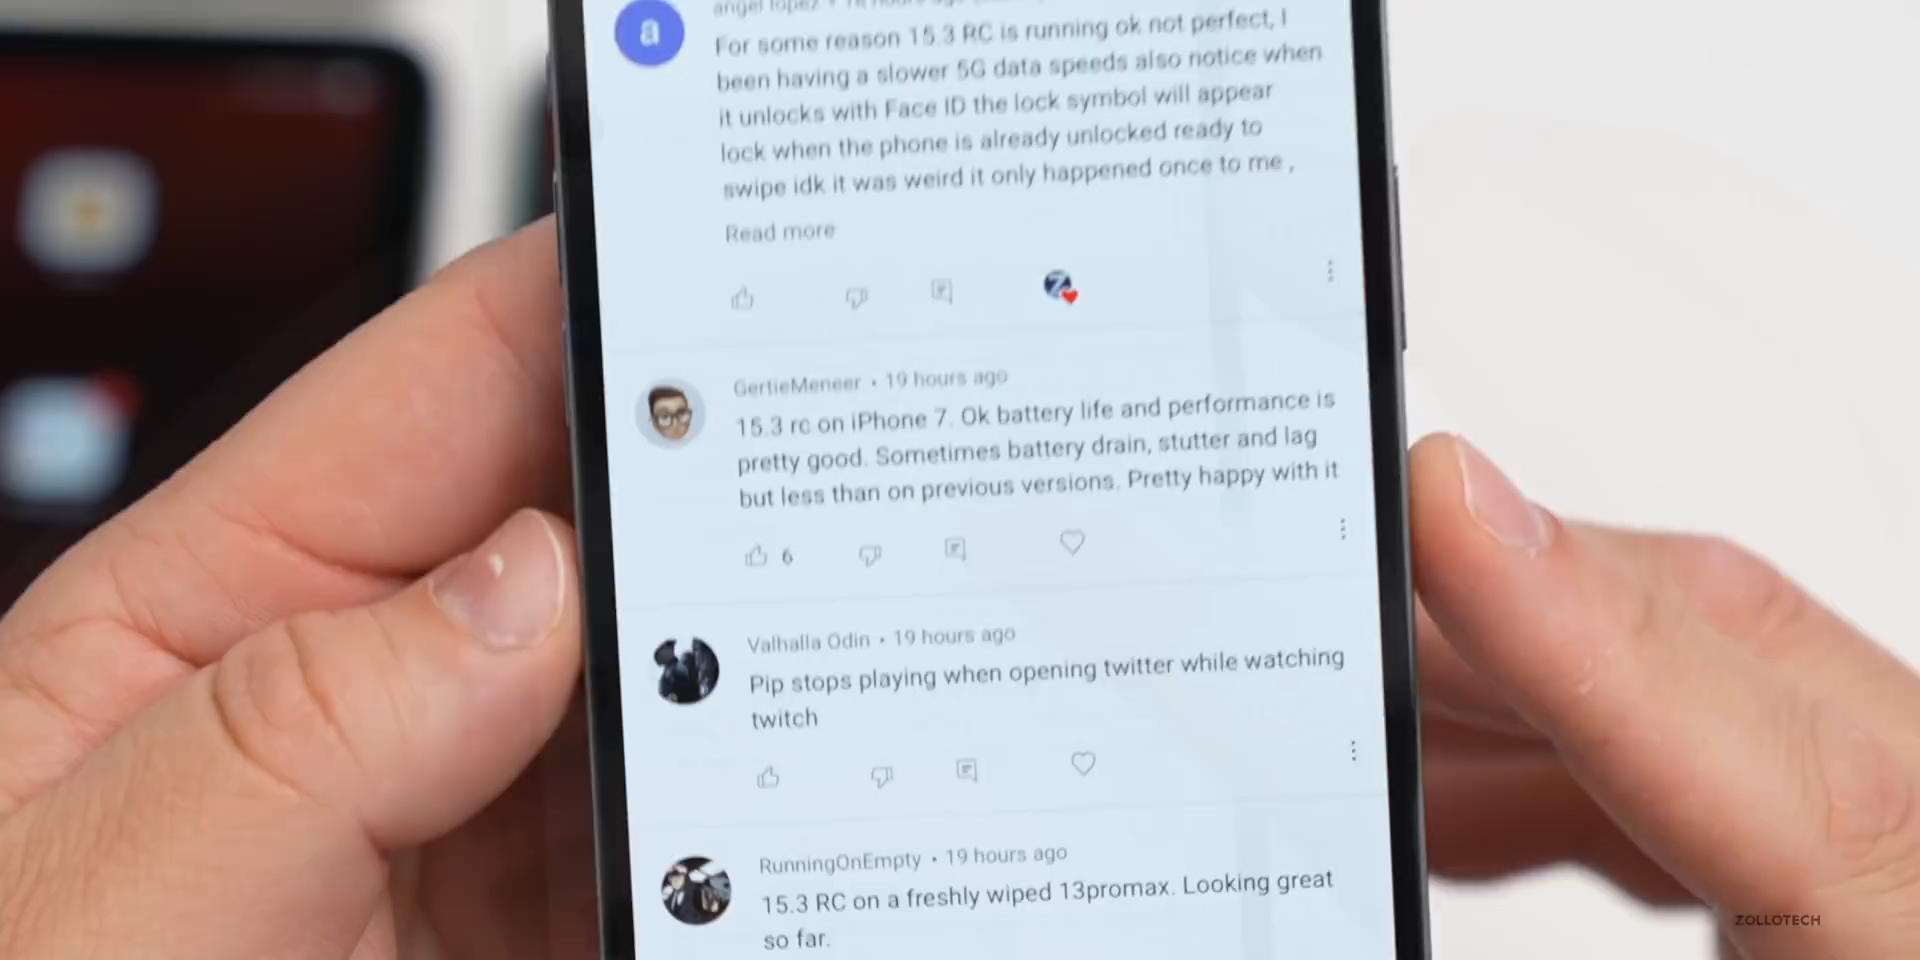 angel lopez
a
For some reason 15.3 RC is running ok not perfect, I
been having a slower 5G data speeds also notice when
it unlocks with Face ID the lock symbol will appear
lock when the phone is already unlocked ready to
swipe idk it was weird it only happened once to me ,
Read more
GertieMeneer • 19 hours ago
15.3 rc on iPhone 7. Ok battery life and performance is
pretty good. Sometimes battery drain, stutter and lag
but less than on previous versions. Pretty happy with it
6
Valhalla Odin • 19 hours ago
Pip stops playing when opening twitter while watching
twitch
RunningOnEmpty • 19 hours ago
15.3 RC on a freshly wiped 13promax. Looking great
so far.
ZOLLOTECH